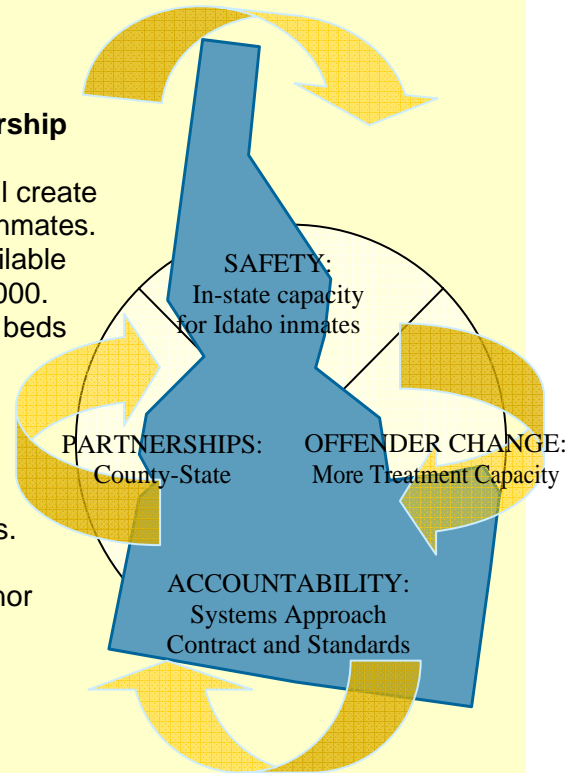 rship
l create
nmates.
ilable
000.
beds
s.
nor
SAFETY:
In-state capacity
for Idaho inmates
PARTNERSHIPS:
County-State
OFFENDER CHANGE:
More Treatment Capacity
ACCOUNTABILITY:
Systems Approach
Contract and Standards